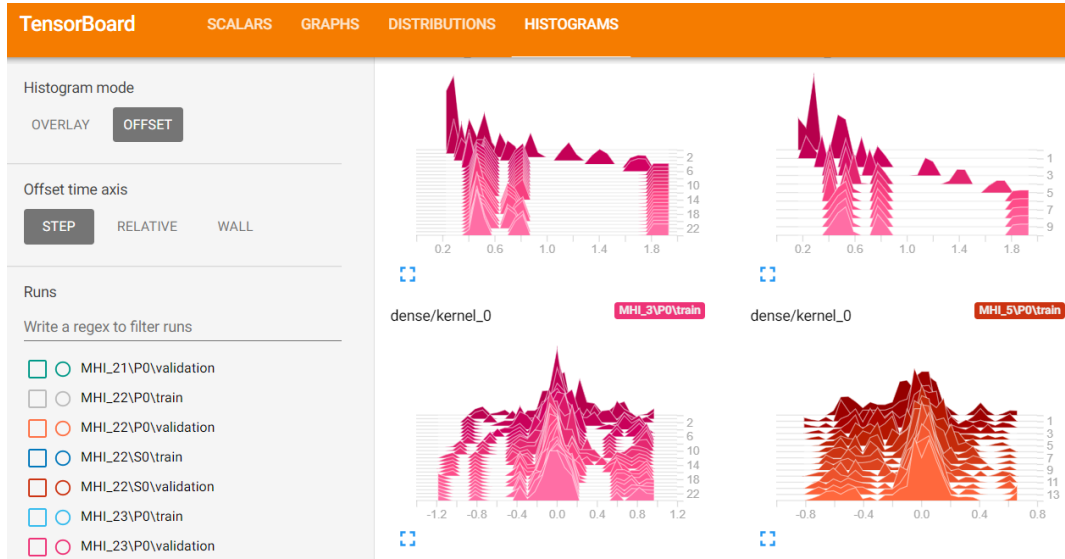 TensorBoard SCALARS GRAPHS DISTRIBUTIONS HISTOGRAMS
Histogram mode
OVERLAY OFFSET
Offset time axis
STEP RELATIVE WALL
Runs
Write a regex to filter runs
MHI_21\P0\validation
MHI_22\P0\train
MHI_22\P0\validation
MHI_22\S0\train
MHI_22\S0\validation
MHI_23\P0\train
MHI_23\P0\validation
2
6
10
14
18
22
0.2 0.6 1.0 1.4 1.8
1
3
5
7
9
0.2 0.6 1.0 1.4 1.8
dense/kernel_0 MHI_3\P0\train
2
6
10
14
18
22
-1.2 -0.8 -0.4 0.0 0.4 0.8 1.2
dense/kernel_0 MHI_5\P0\train
1
3
5
7
9
11
13
-0.8 -0.4 0.0 0.4 0.8